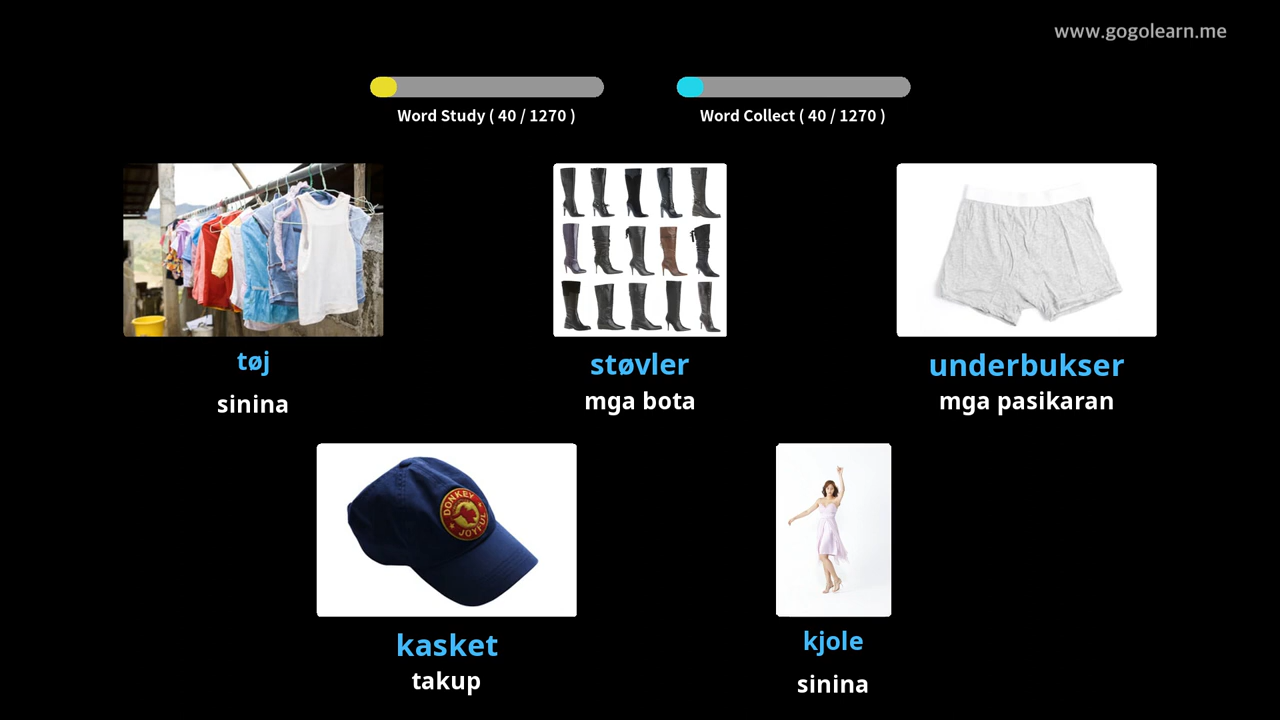 www.gogolearn.me
Word Study ( 40 / 1270 )
Word Collect ( 40 / 1270 )
tøj
støvler
underbukser
sinina
mga bota
mga pasikaran
DONKEY
JOYFUL
kasket
kjole
takup
sinina